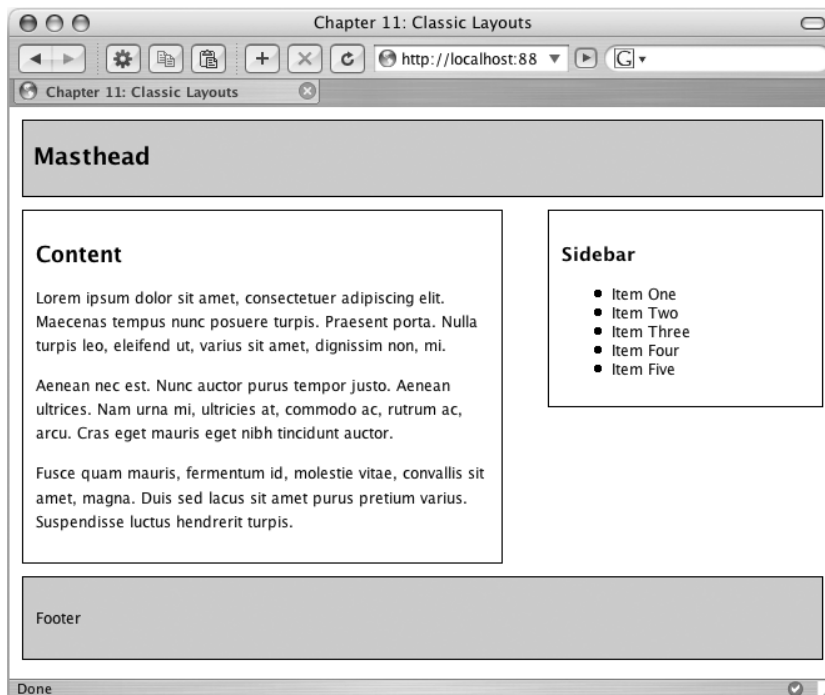 Chapter 11: Classic Layouts
http://localhost:88
G
Chapter 11: Classic Layouts
Masthead
Content
Lorem ipsum dolor sit amet, consectetuer adipiscing elit.
Maecenas tempus nunc posuere turpis. Praesent porta. Nulla
turpis leo, eleifend ut, varius sit amet, dignissim non, mi.
Aenean nec est. Nunc auctor purus tempor justo. Aenean
ultrices. Nam urna mi, ultricies at, commodo ac, rutrum ac,
arcu. Cras eget mauris eget nibh tincidunt auctor.
Fusce quam mauris, fermentum id, molestie vitae, convallis sit
amet, magna. Duis sed lacus sit amet purus pretium varius.
Suspendisse luctus hendrerit turpis.
Sidebar
Item One
Item Two
Item Three
Item Four
Item Five
Footer
Done